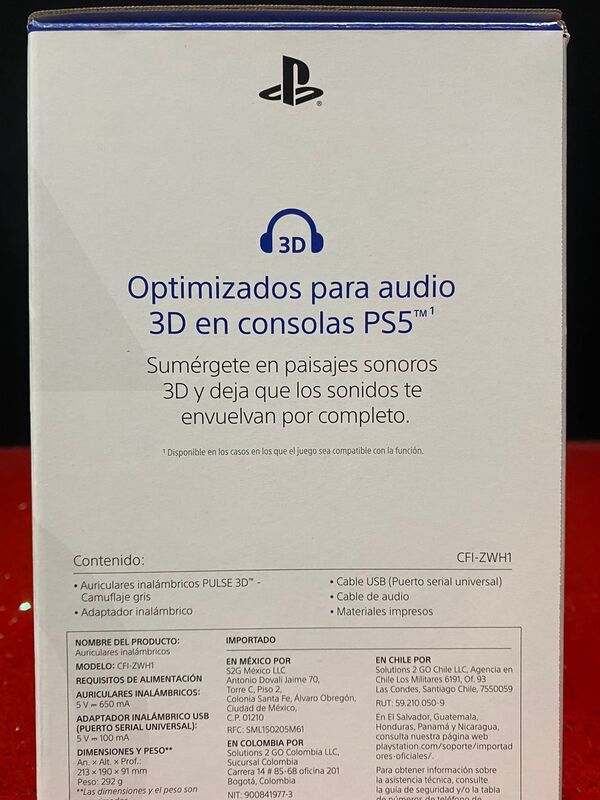 3D
Optimizados para audio
3D en consolas PS5™¹
Sumérgete en paisajes sonoros
3D y deja que los sonidos te
envuelvan por completo.
¹ Disponible en los casos en los que el juego sea compatible con la función.
Contenido:
CFI-ZWH1
• Auriculares inalámbricos PULSE 3D™ -
Camuflaje gris
• Adaptador inalámbrico
• Cable USB (Puerto serial universal)
• Cable de audio
• Materiales impresos
NOMBRE DEL PRODUCTO:
Auriculares inalámbricos
MODELO: CFI-ZWH1
REQUISITOS DE ALIMENTACIÓN
AURICULARES INALÁMBRICOS:
5 V⎓650 mA
ADAPTADOR INALÁMBRICO USB
(PUERTO SERIAL UNIVERSAL):
5 V⎓100 mA
DIMENSIONES Y PESO**
An. × Alt. × Prof.:
213 × 190 × 91 mm
Peso: 292 g
**Las dimensiones y el peso son
IMPORTADO
EN MÉXICO POR
S2G México LLC
Antonio Dovali Jaime 70,
Torre C, Piso 2,
Colonia Santa Fe, Álvaro Obregón,
Ciudad de México,
C.P. 01210
RFC: SML150205M61
EN COLOMBIA POR
Solutions 2 GO Colombia LLC,
Sucursal Colombia
Carrera 14 # 85-68 oficina 201
Bogotá, Colombia
NIT: 900841977-3
EN CHILE POR
Solutions 2 GO Chile LLC, Agencia en
Chile Los Militares 6191, Of. 93
Las Condes, Santiago Chile, 7550059
RUT: 59.210.050-9
En El Salvador, Guatemala,
Honduras, Panamá y Nicaragua,
consulta nuestra página web
playstation.com/soporte/importad
ores-oficiales/.
Para obtener información sobre
la asistencia técnica, consulte
la guía de seguridad y/o la tabla
de números de teléfono de